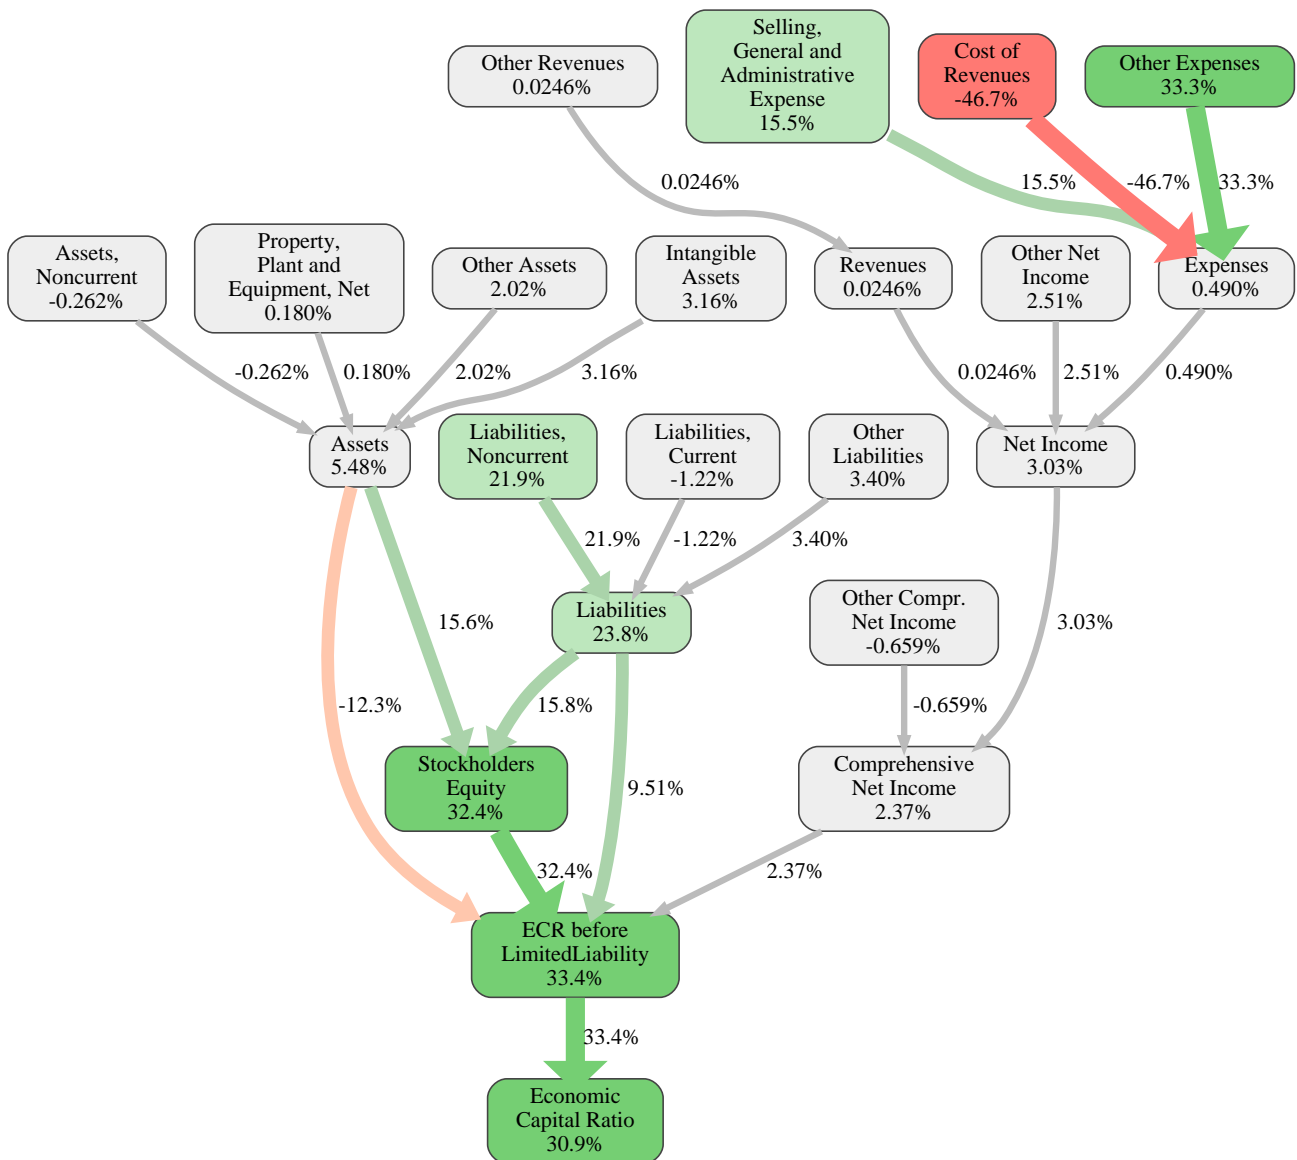 Selling,
General and
Administrative
Expense
15.5%
Other Revenues
0.0246%
Cost of
Revenues
-46.7%
Other Expenses
33.3%
0.0246%
15.5%
-46.7%
33.3%
Assets,
Noncurrent
-0.262%
Property,
Plant and
Equipment, Net
0.180%
Other Assets
2.02%
Intangible
Assets
3.16%
Revenues
0.0246%
Other Net
Income
2.51%
Expenses
0.490%
-0.262%
0.180%
2.02%
3.16%
0.0246%
2.51%
0.490%
Assets
5.48%
Liabilities,
Noncurrent
21.9%
Liabilities,
Current
-1.22%
Other
Liabilities
3.40%
Net Income
3.03%
21.9%
-1.22%
3.40%
Liabilities
23.8%
Other Compr.
Net Income
-0.659%
15.6%
3.03%
-12.3%
15.8%
-0.659%
Stockholders
Equity
32.4%
9.51%
Comprehensive
Net Income
2.37%
32.4%
2.37%
ECR before
LimitedLiability
33.4%
33.4%
Economic
Capital Ratio
30.9%